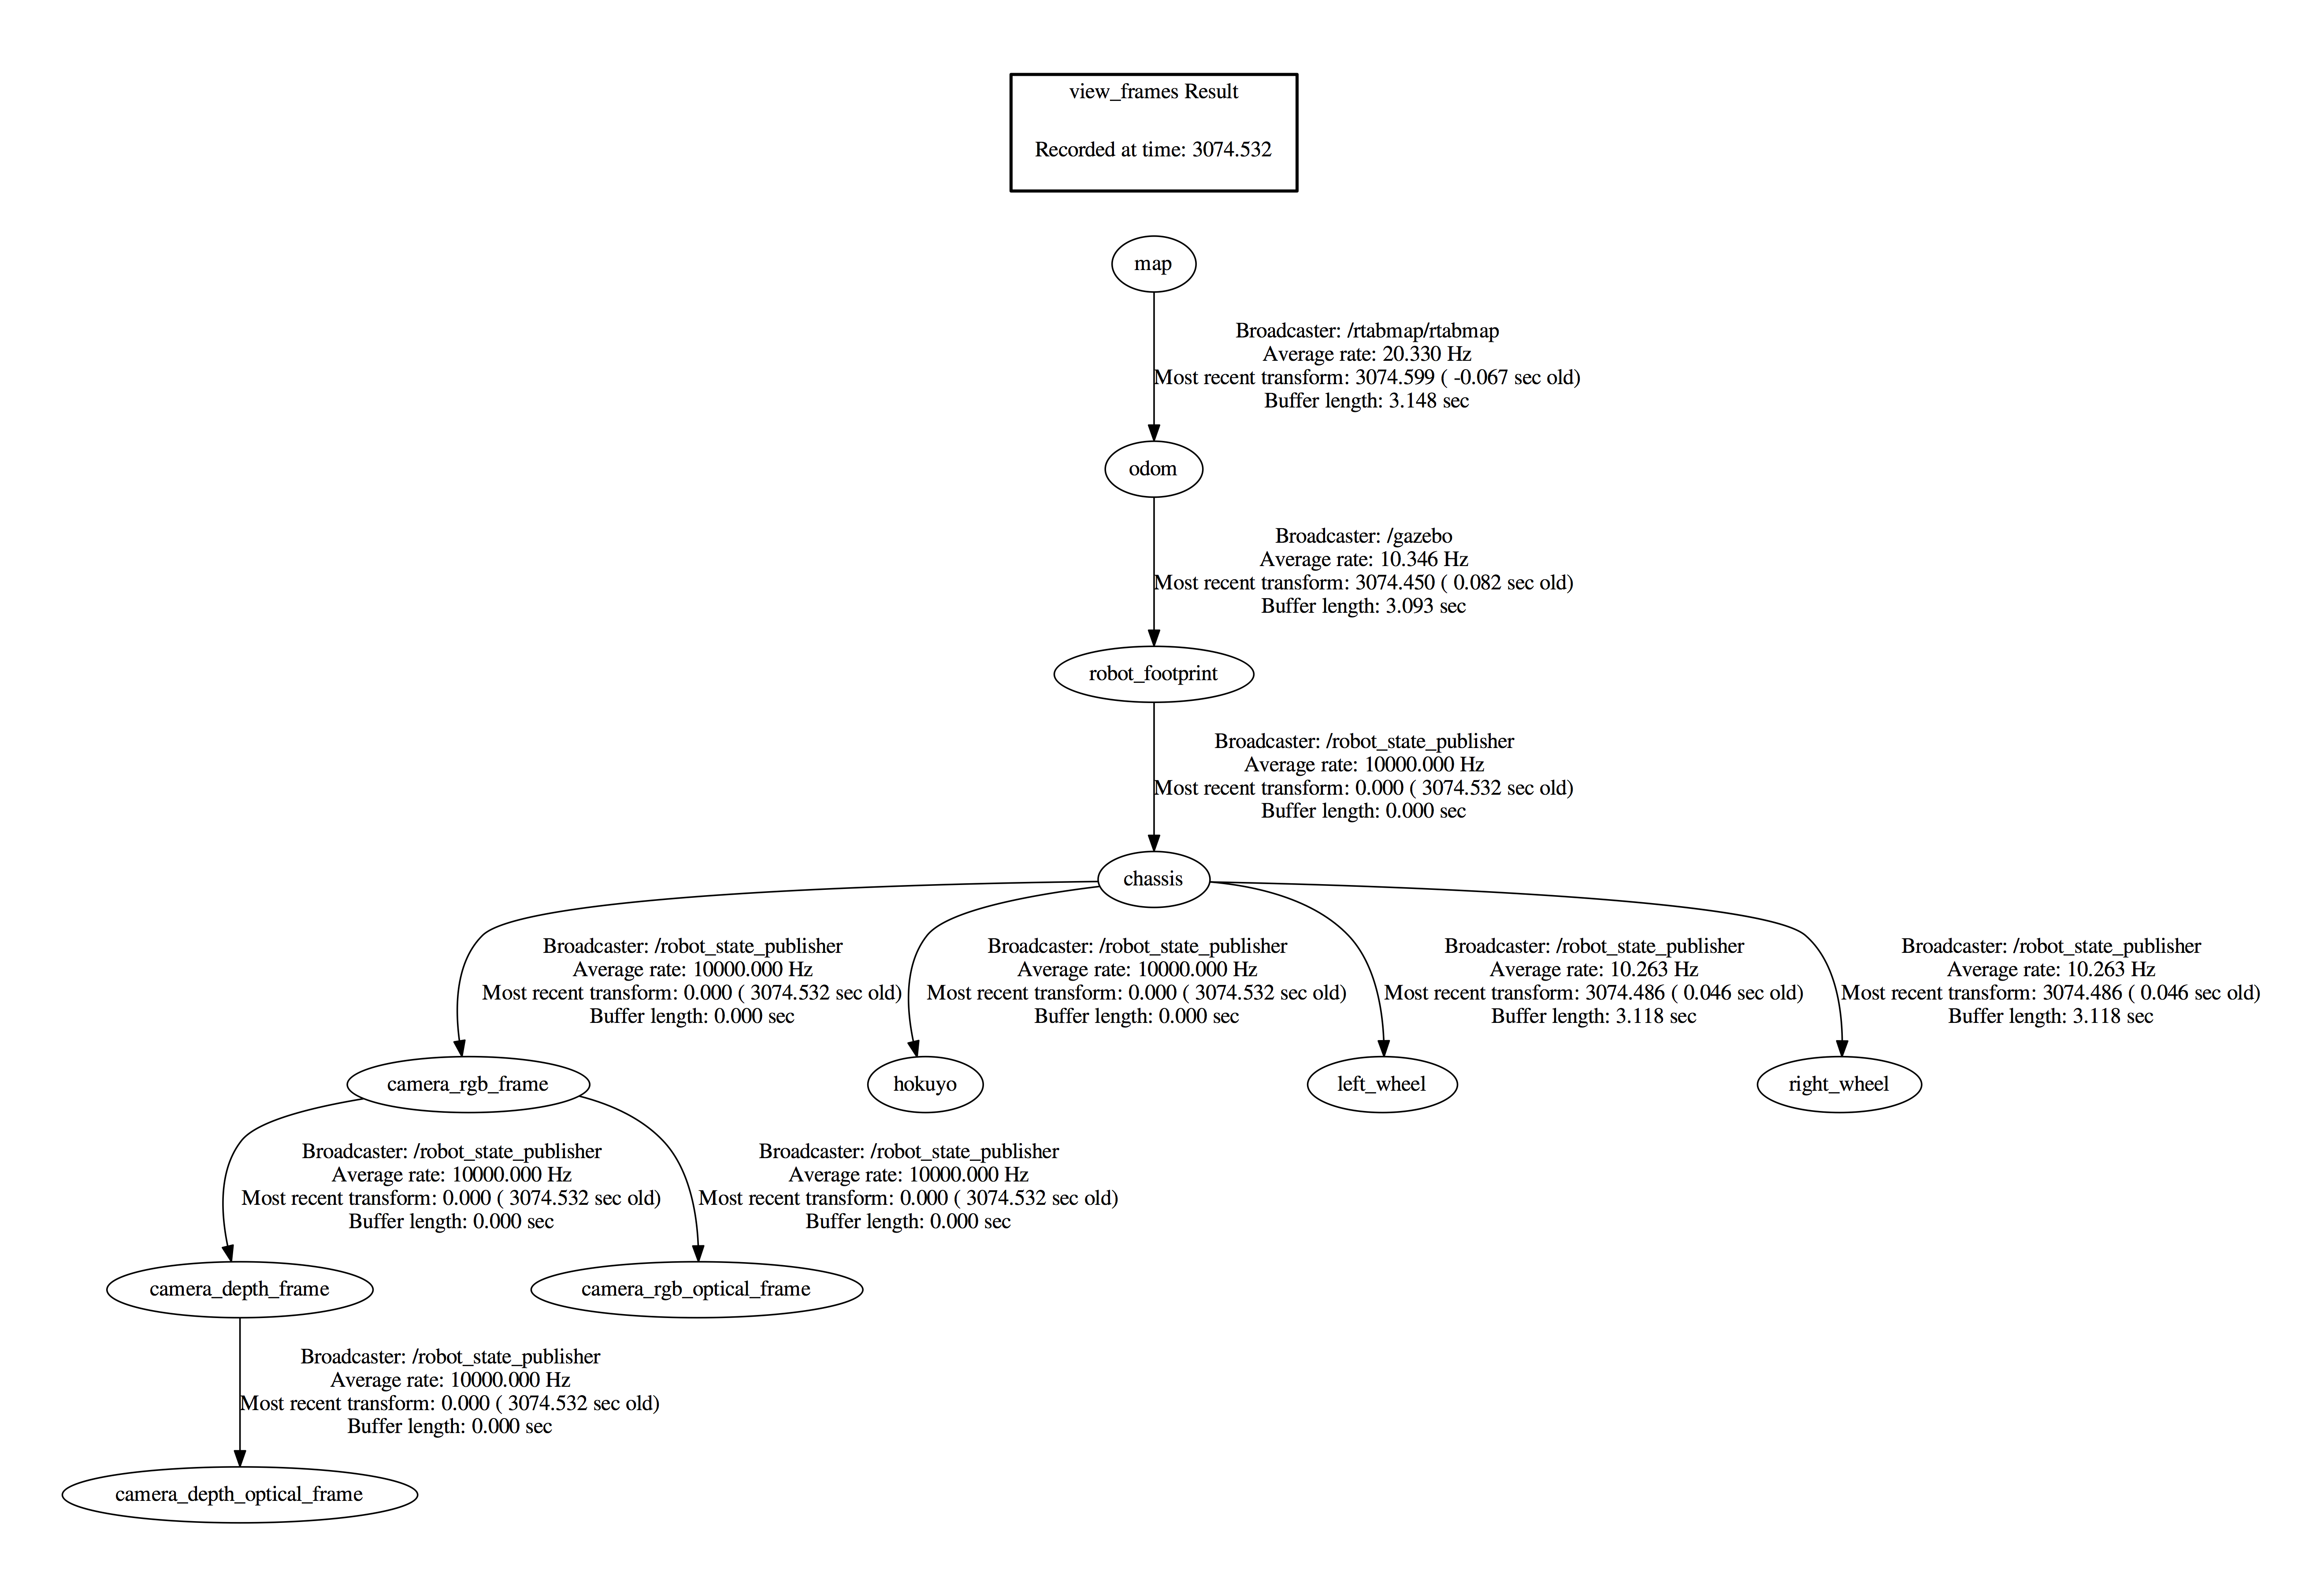 view_frames Result
Recorded at time: 3074.532
map
Broadcaster: /rtabmap/rtabmap
Average rate: 20.330 Hz
Most recent transform: 3074.599 ( -0.067 sec old)
Buffer length: 3.148 sec
odom
Broadcaster: /gazebo
Average rate: 10.346 Hz
Most recent transform: 3074.450 ( 0.082 sec old)
Buffer length: 3.093 sec
robot_footprint
Broadcaster: /robot_state_publisher
Average rate: 10000.000 Hz
Most recent transform: 0.000 ( 3074.532 sec old)
Buffer length: 0.000 sec
chassis
Broadcaster: /robot_state_publisher
Average rate: 10000.000 Hz
Most recent transform: 0.000 ( 3074.532 sec old)
Buffer length: 0.000 sec
Broadcaster: /robot_state_publisher
Average rate: 10000.000 Hz
Most recent transform: 0.000 ( 3074.532 sec old)
Buffer length: 0.000 sec
Broadcaster: /robot_state_publisher
Average rate: 10.263 Hz
Most recent transform: 3074.486 ( 0.046 sec old)
Buffer length: 3.118 sec
Broadcaster: /robot_state_publisher
Average rate: 10.263 Hz
Most recent transform: 3074.486 ( 0.046 sec old)
Buffer length: 3.118 sec
camera_rgb_frame
hokuyo
left_wheel
right_wheel
Broadcaster: /robot_state_publisher
Average rate: 10000.000 Hz
Most recent transform: 0.000 ( 3074.532 sec old)
Buffer length: 0.000 sec
Broadcaster: /robot_state_publisher
Average rate: 10000.000 Hz
Most recent transform: 0.000 ( 3074.532 sec old)
Buffer length: 0.000 sec
camera_depth_frame
camera_rgb_optical_frame
Broadcaster: /robot_state_publisher
Average rate: 10000.000 Hz
Most recent transform: 0.000 ( 3074.532 sec old)
Buffer length: 0.000 sec
camera_depth_optical_frame